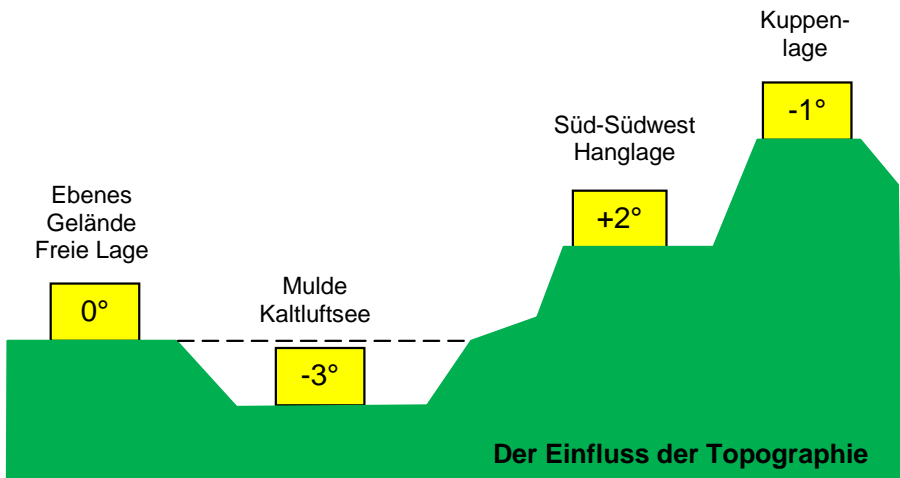 Ebenes
Gelände
Freie Lage
0°
Mulde
Kaltluftsee
-3°
Süd-Südwest
Hanglage
+2°
Kuppen-
lage
-1°
Der Einfluss der Topographie